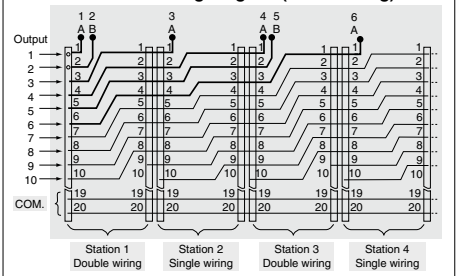 1 2 3 4 5 6
A B A A B A
Output
1 1 1 1 1 1 1 1 1
2 2 2 2 2 2 2 2 2
3 3 3 3 3 3 3 3 3
4 4 4 4 4 4 4 4 4
5 5 5 5 5 5 5 5 5
6 6 6 6 6 6 6 6 6
7 7 7 7 7 7 7 7 7
8 8 8 8 8 8 8 8 8
9 9 9 9 9 9 9 9 9
10 10 10 10 10 10 10 10 10
COM.
19 19 19 19 19 19 19 19
20 20 20 20 20 20 20 20
Station 1 Station 2 Station 3 Station 4
Double wiring Single wiring Double wiring Single wiring